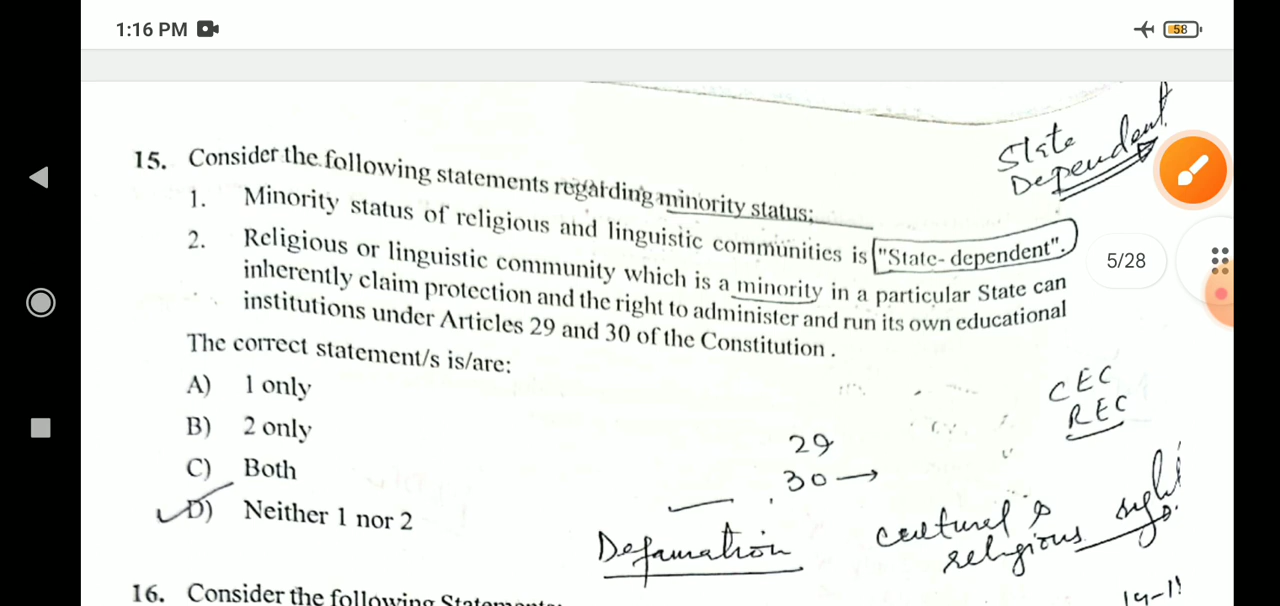 1:16 PM
58
State
Dependent
15. Consider the following statements regarding minority status:
1. Minority status of religious and linguistic communities is "State- dependent".
2. Religious or linguistic community which is a minority in a particular State can
inherently claim protection and the right to administer and run its own educational
institutions under Articles 29 and 30 of the Constitution .
5/28
The correct statement/s is/are:
A) 1 only
B) 2 only
C) Both
D) Neither 1 nor 2
CEC
REC
29
30
Defamation
cultural &
religious right
16. Consider the following Statements:
19-11